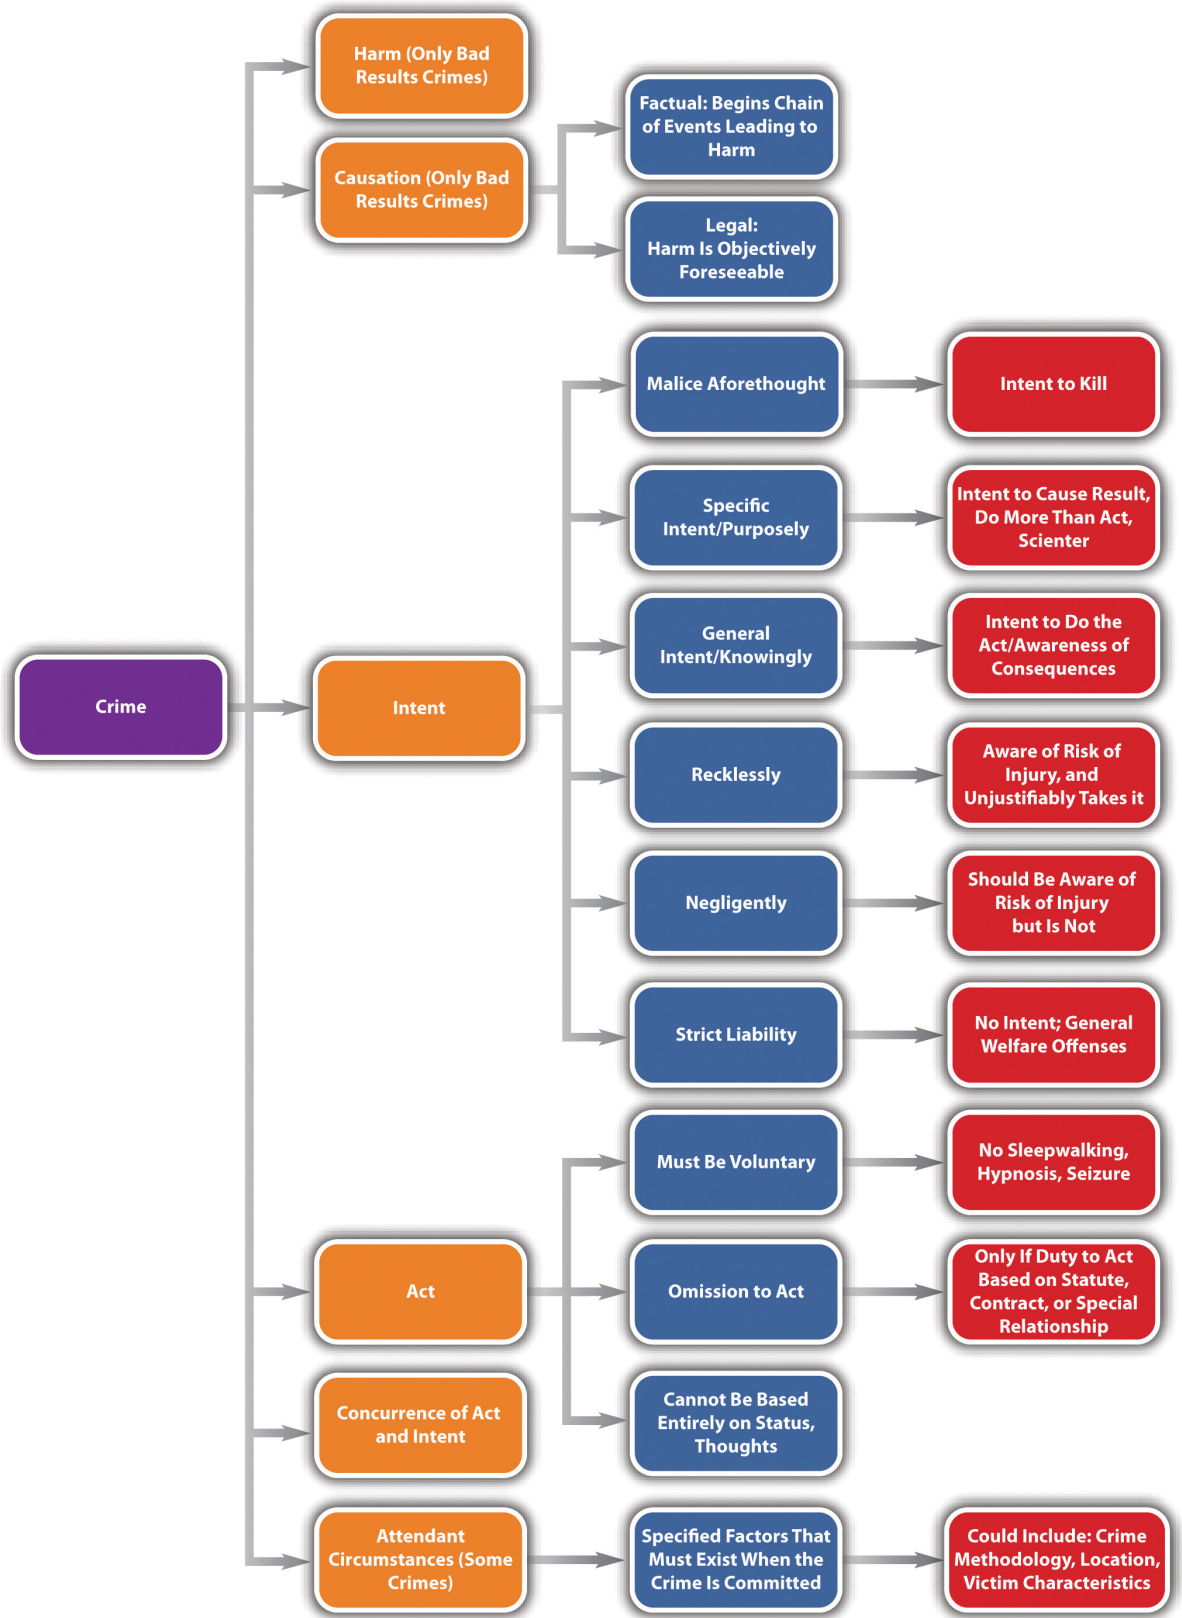 Harm (Only Bad
Results Crimes)
Causation (Only Bad
Results Crimes)
Factual: Begins Chain
of Events Leading to
Harm
Legal:
Harm Is Objectively
Foreseeable
Crime
Intent
Malice Aforethought
Intent to Kill
Specific
Intent/Purposely
Intent to Cause Result,
Do More Than Act,
Scienter
General
Intent/Knowingly
Intent to Do the
Act/Awareness of
Consequences
Recklessly
Aware of Risk of
Injury, and
Unjustifiably Takes it
Negligently
Should Be Aware of
Risk of Injury
but Is Not
Strict Liability
No Intent; General
Welfare Offenses
Act
Must Be Voluntary
No Sleepwalking,
Hypnosis, Seizure
Omission to Act
Only If Duty to Act
Based on Statute,
Contract, or Special
Relationship
Cannot Be Based
Entirely on Status,
Thoughts
Concurrence of Act
and Intent
Attendant
Circumstances (Some
Crimes)
Specified Factors That
Must Exist When the
Crime Is Committed
Could Include: Crime
Methodology, Location,
Victim Characteristics